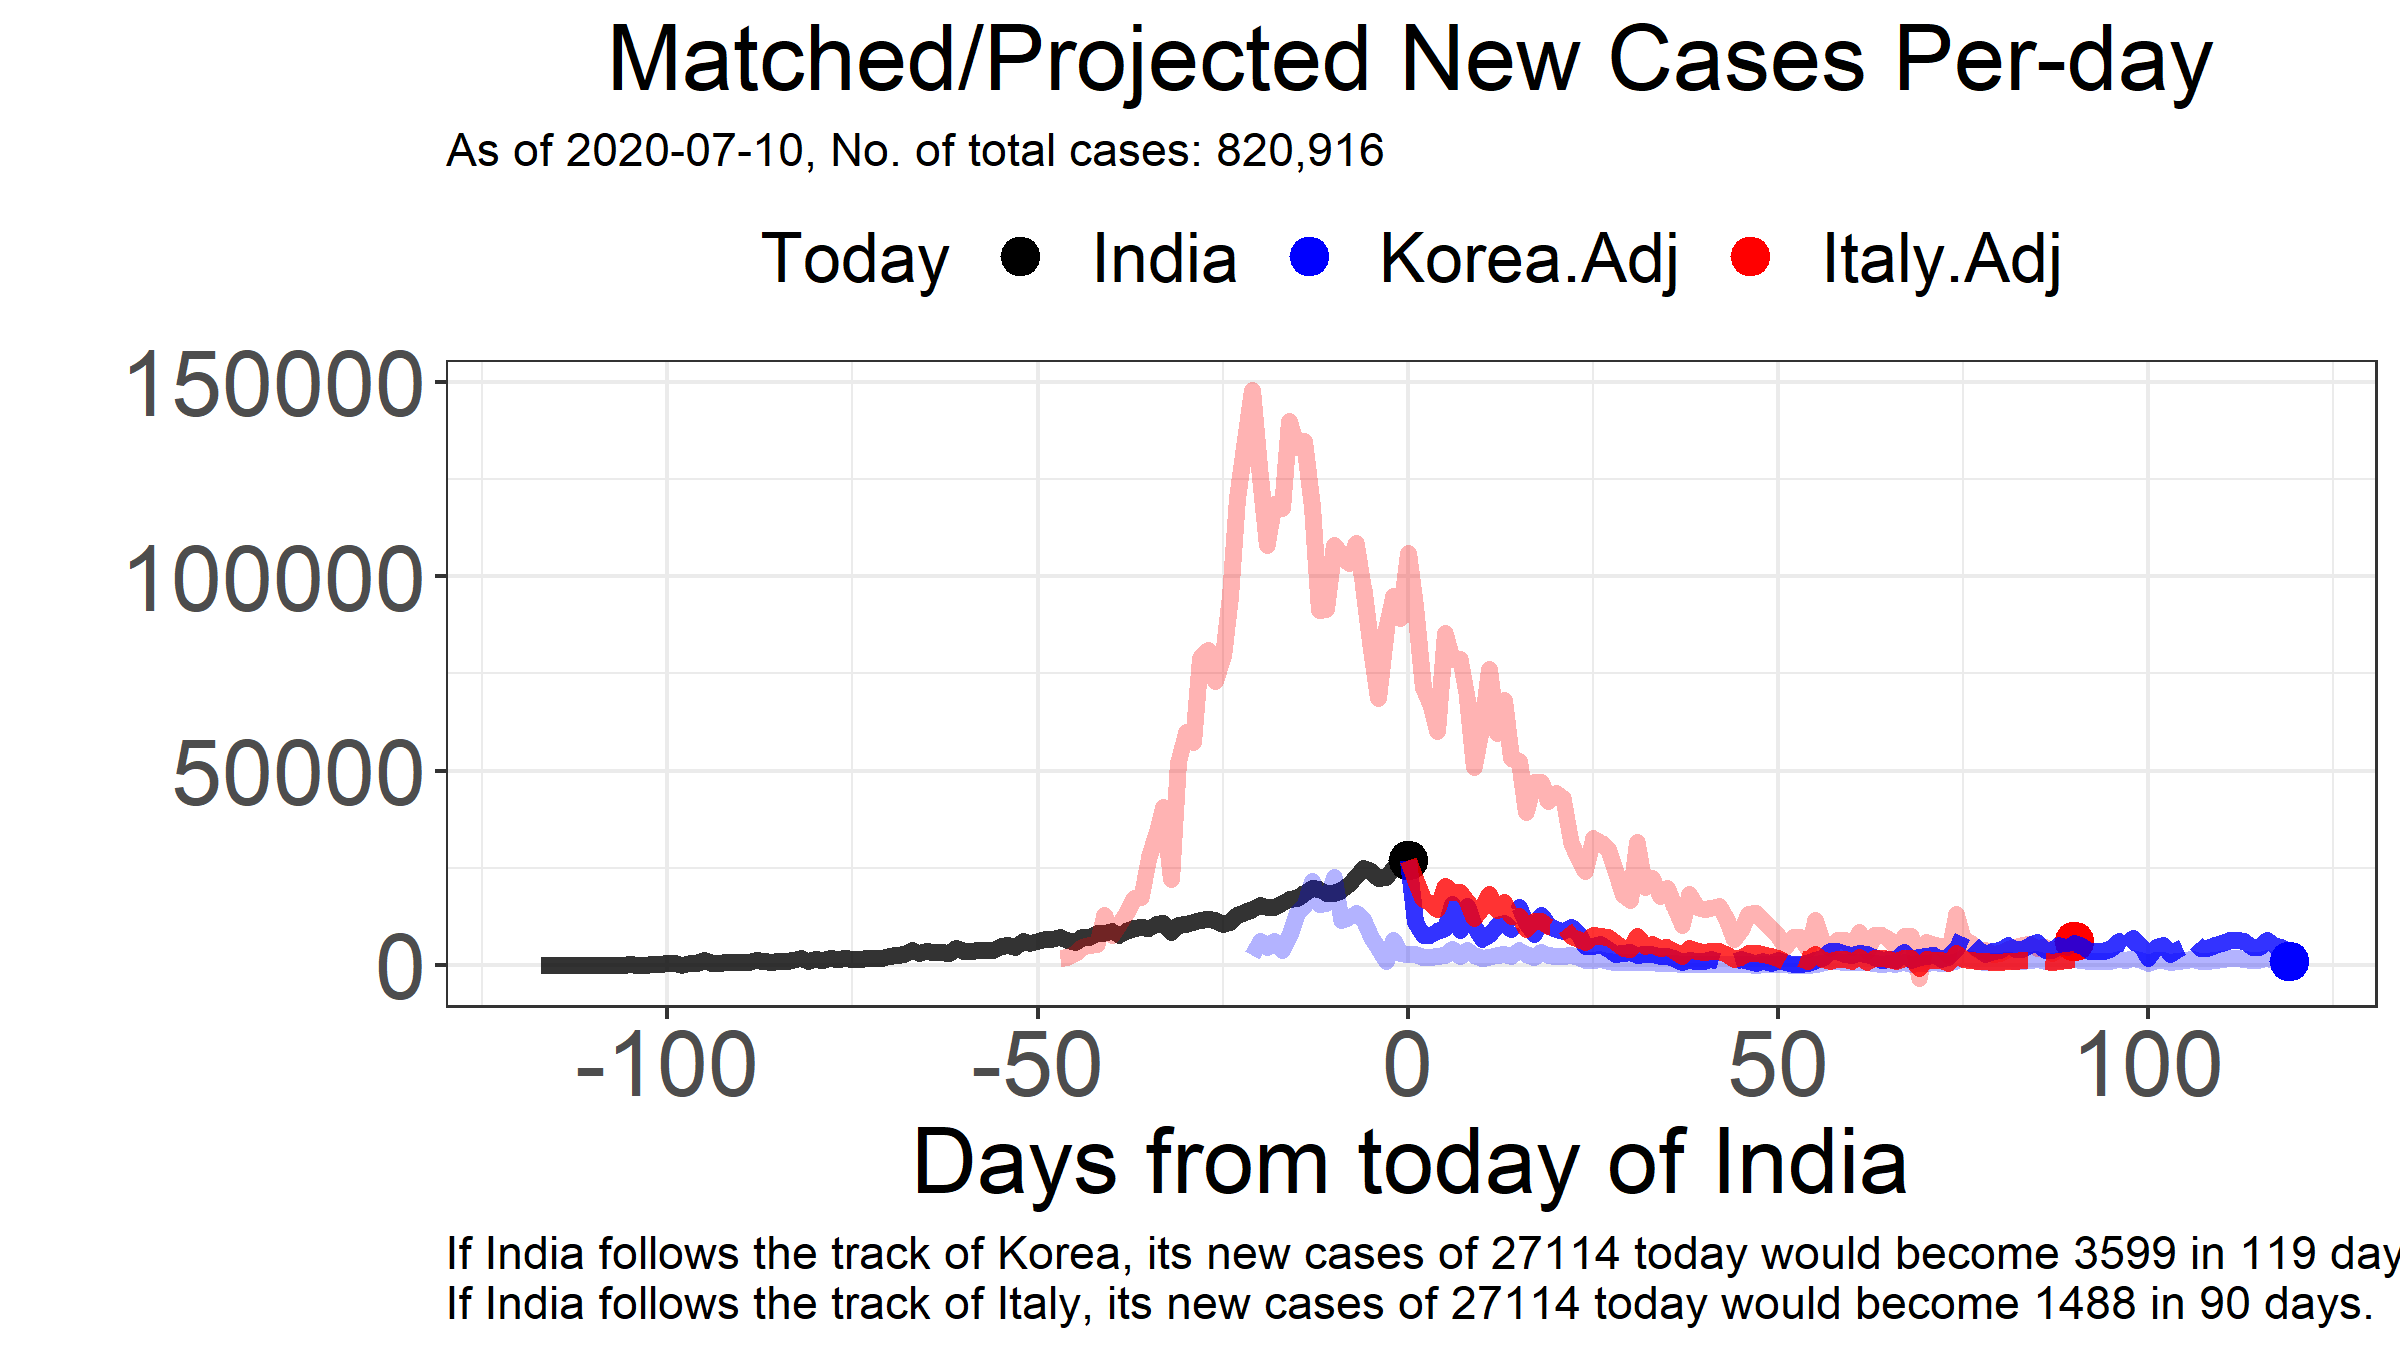 Matched/Projected New Cases Per-day
As of 2020-07-10, No. of total cases: 820,916
Today India Korea.Adj Italy.Adj
150000
100000
50000
0
-100 -50 0 50 100
Days from today of India
If India follows the track of Korea, its new cases of 27114 today would become 3599 in 119 day
If India follows the track of Italy, its new cases of 27114 today would become 1488 in 90 days.